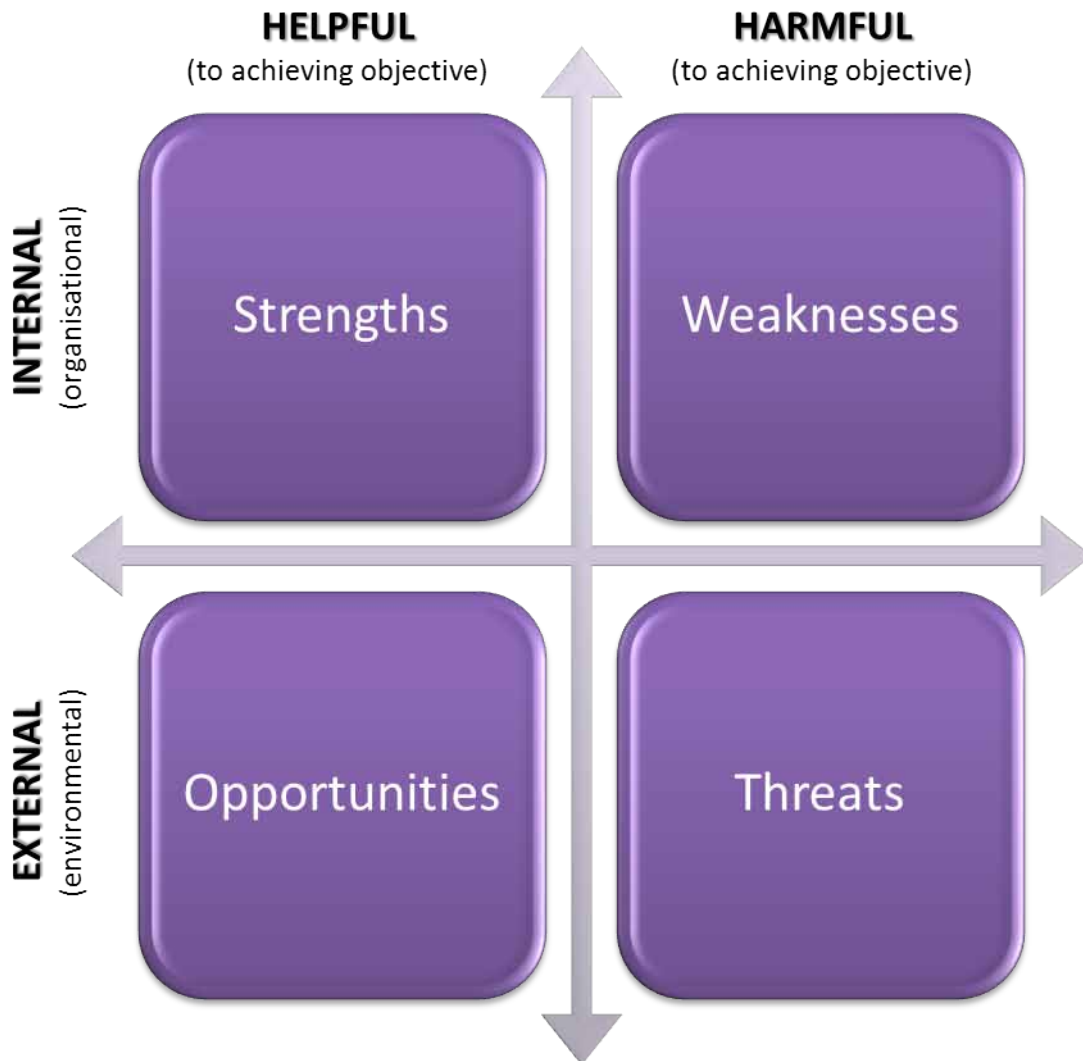 HELPFUL
(to achieving objective)
HARMFUL
(to achieving objective)
INTERNAL
(organisational)
Strengths
Weaknesses
EXTERNAL
(environmental)
Opportunities
Threats